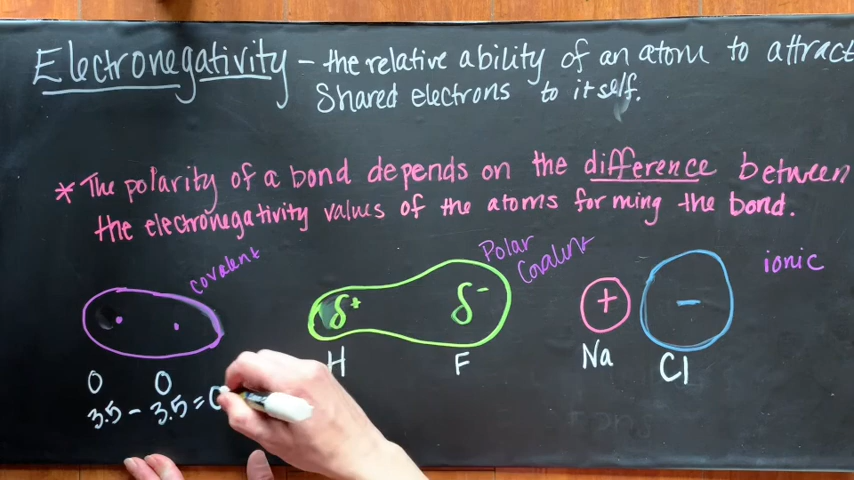 Electronegativity - the relative ability of an atom to attract
Shared electrons to itself.
* The polarity of a bond depends on the difference between
the electronegativity values of the atoms forming the bond.
covalent
Polar
Covalent
ionic
δ+ δ-
+ -
O O
H F
Na Cl
3.5 - 3.5 = 0